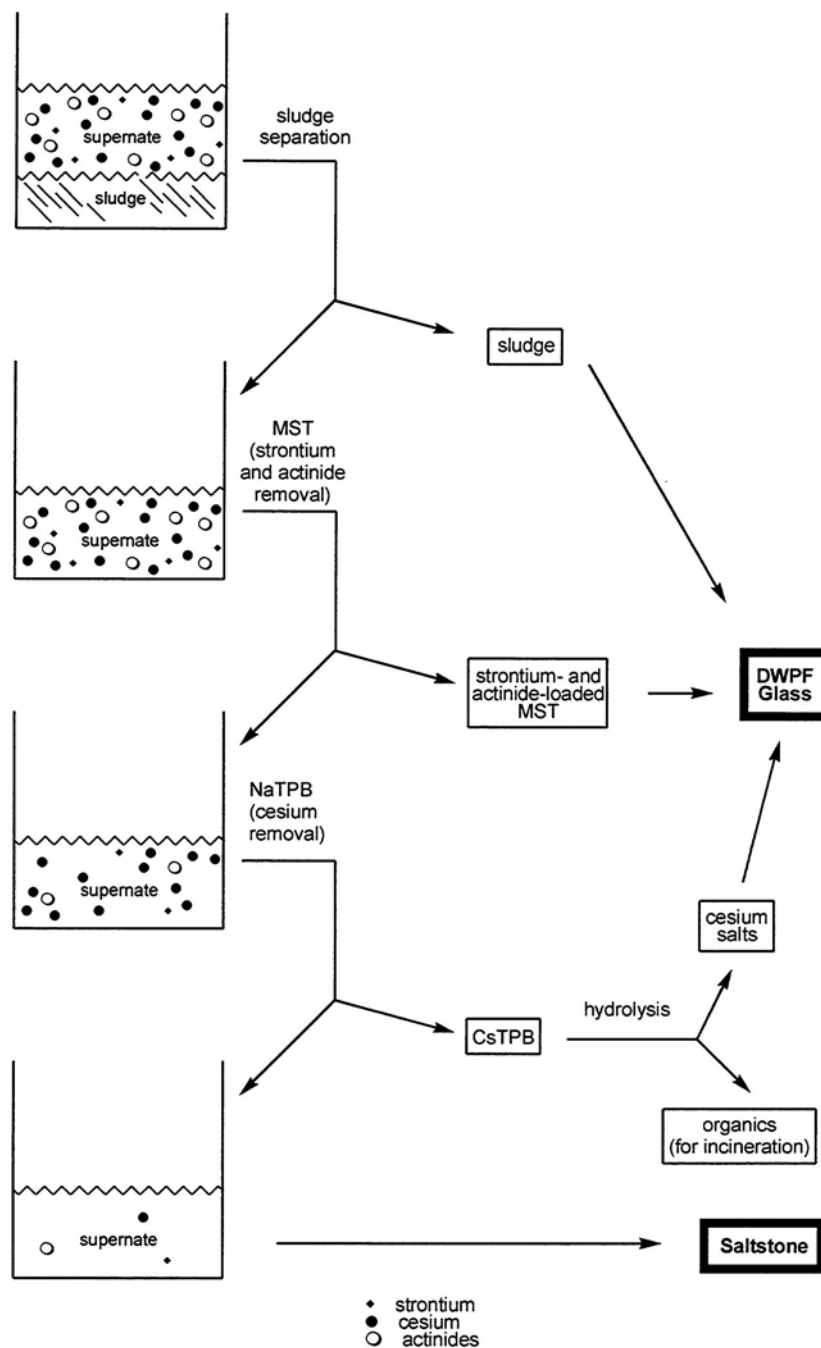 supernate
sludge
sludge
separation
sludge
MST
(strontium
and actinide
removal)
supernate
strontium- and
actinide-loaded
MST
DWPF
Glass
NaTPB
(cesium
removal)
supernate
cesium
salts
CsTPB
hydrolysis
organics
(for incineration)
supernate
Saltstone
strontium
cesium
actinides